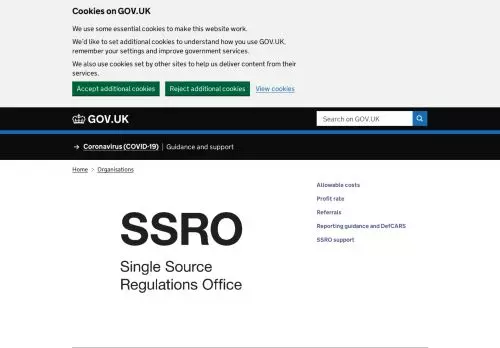 Cookies on GOV.UK
We use some essential cookies to make this website work.
We'd like to set additional cookies to understand how you use GOV.UK,
remember your settings and improve government services.
We also use cookies set by other sites to help us deliver content from their
services.
Accept additional cookies Reject additional cookies View cookies
GOV.UK Search on GOV.UK
→ Coronavirus (COVID-19) | Guidance and support
Home > Organisations
Allowable costs
Profit rate
Referrals
Reporting guidance and DefCARS
SSRO support
SSRO
Single Source
Regulations Office